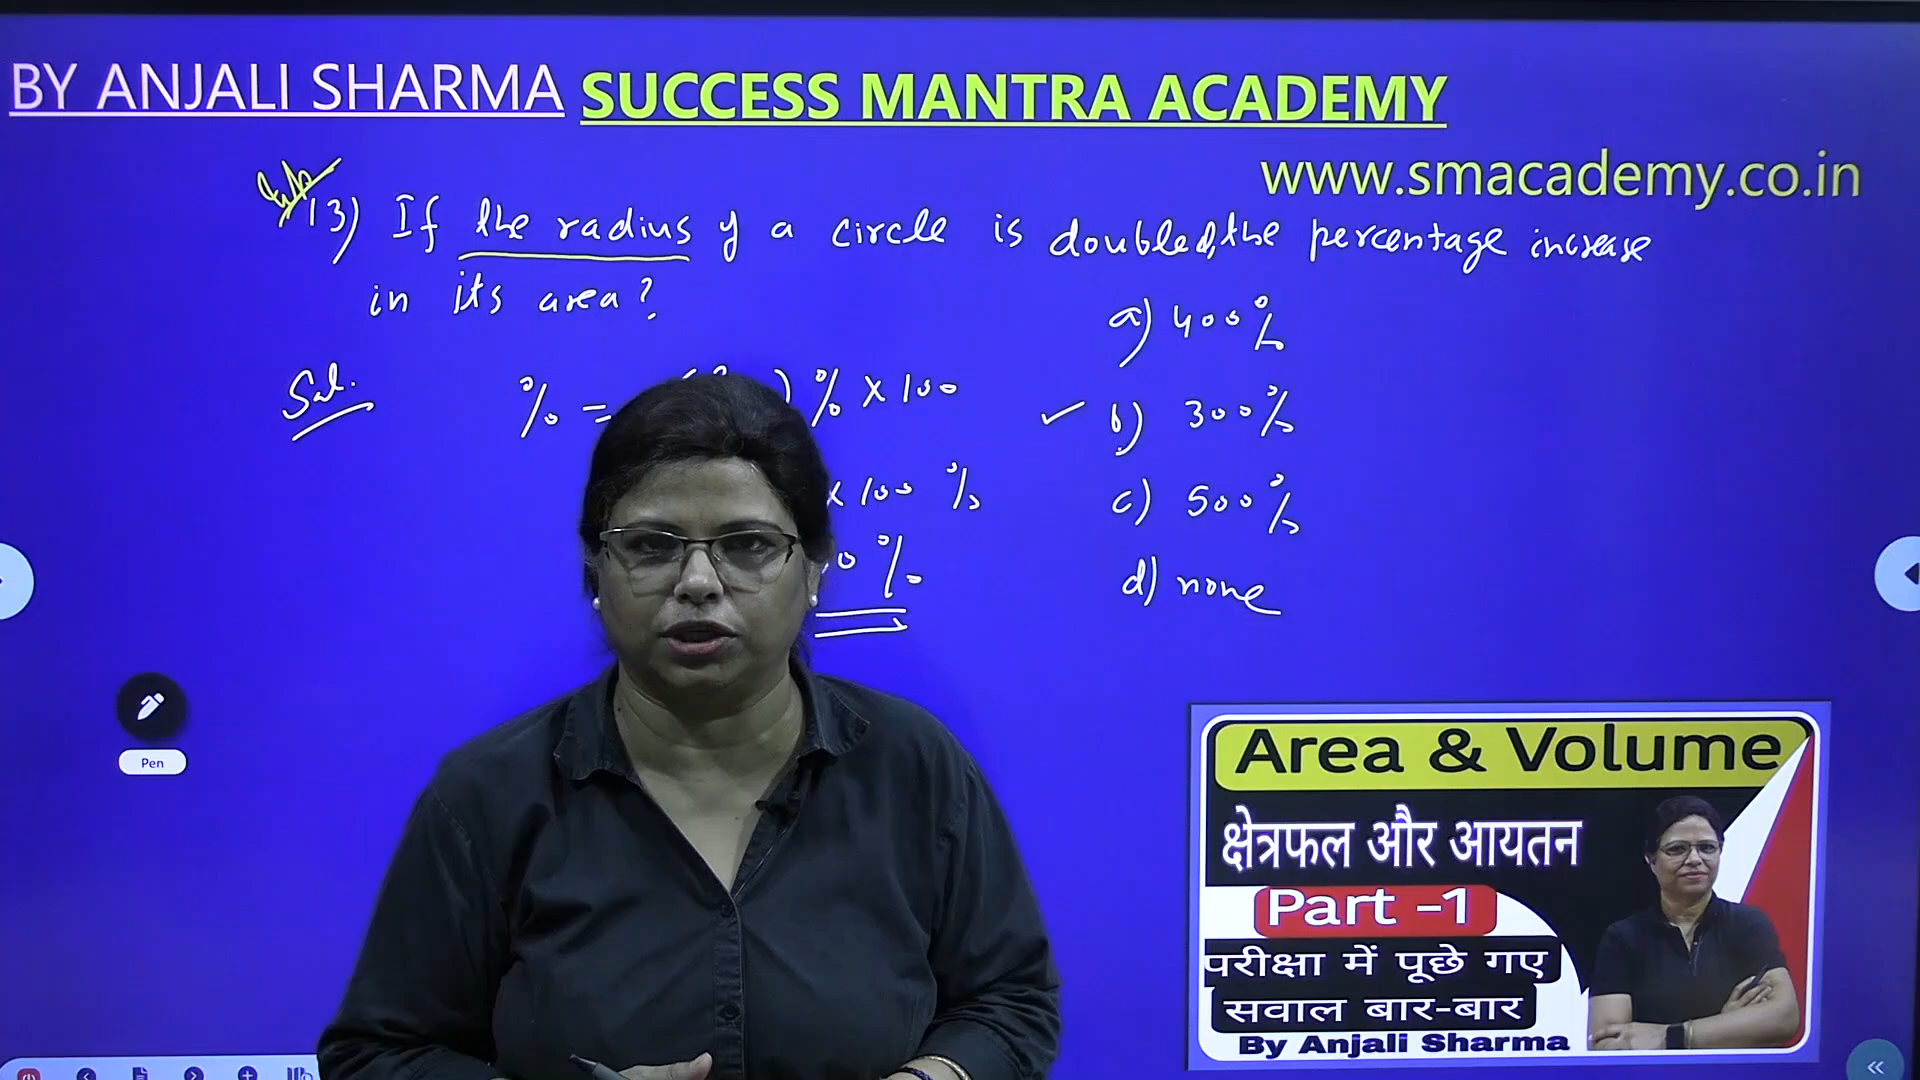 BY ANJALI SHARMA SUCCESS MANTRA ACADEMY
www.smacademy.co.in
13) If the radius of a circle is doubled, the percentage increase
in its area?
a) 400%
Sol. % = ) % X 100
✓ b) 300%
x 100 %
c) 500%
0 %
d) none
Pen
Area & Volume
क्षेत्रफल और आयतन
Part -1
परीक्षा में पूछे गए
सवाल बार-बार
By Anjali Sharma